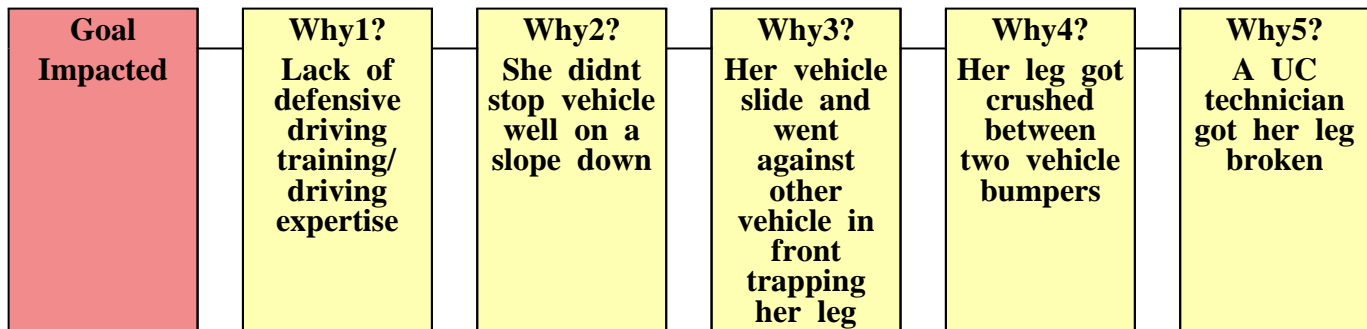 Goal
Impacted
Why1?
Lack of
defensive
driving
training/
driving
expertise
Why2?
She didnt
stop vehicle
well on a
slope down
Why3?
Her vehicle
slide and
went
against
other
vehicle in
front
trapping
her leg
Why4?
Her leg got
crushed
between
two vehicle
bumpers
Why5?
A UC
technician
got her leg
broken